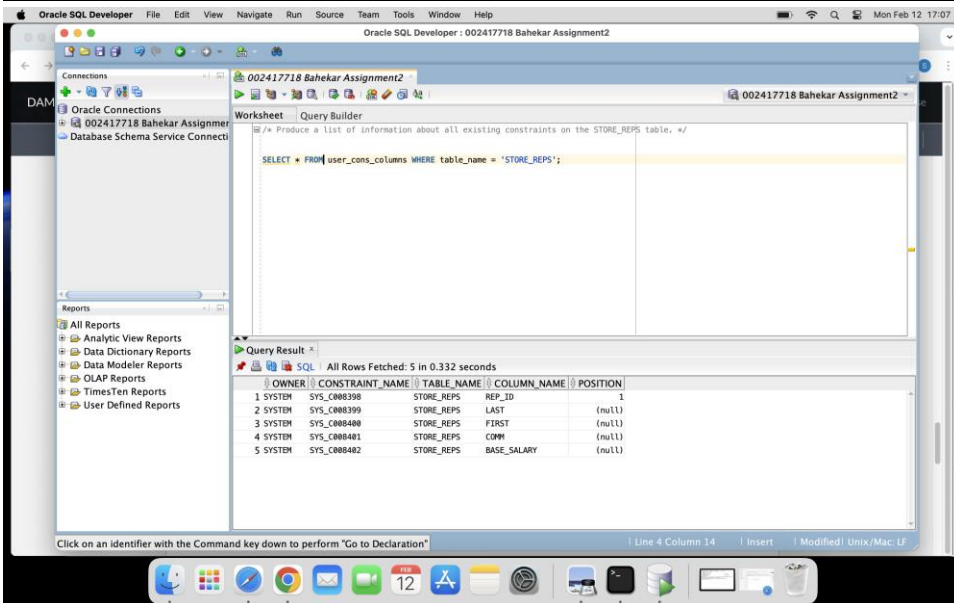 Oracle SQL Developer File Edit View Navigate Run Source Team Tools Window Help Mon Feb 12 17:07
Oracle SQL Developer : 002417718 Bahekar Assignment2
Connections
Oracle Connections
002417718 Bahekar Assignmer
Database Schema Service Connecti
DAM
002417718 Bahekar Assignment2
002417718 Bahekar Assignment2
Worksheet Query Builder
/* Produce a list of information about all existing constraints on the STORE_REPS table. */
SELECT * FROM user_cons_columns WHERE table_name = 'STORE_REPS';
Reports
All Reports
Analytic View Reports
Data Dictionary Reports
Data Modeler Reports
OLAP Reports
TimesTen Reports
User Defined Reports
Query Result
SQL | All Rows Fetched: 5 in 0.332 seconds
OWNER CONSTRAINT_NAME TABLE_NAME COLUMN_NAME POSITION
1 SYSTEM SYS_C008398 STORE_REPS REP_ID 1
2 SYSTEM SYS_C008399 STORE_REPS LAST (null)
3 SYSTEM SYS_C008400 STORE_REPS FIRST (null)
4 SYSTEM SYS_C008401 STORE_REPS COMM (null)
5 SYSTEM SYS_C008402 STORE_REPS BASE_SALARY (null)
Click on an identifier with the Command key down to perform "Go to Declaration"
Line 4 Column 14 | Insert | Modified | Unix/Mac: LF
FEB
12